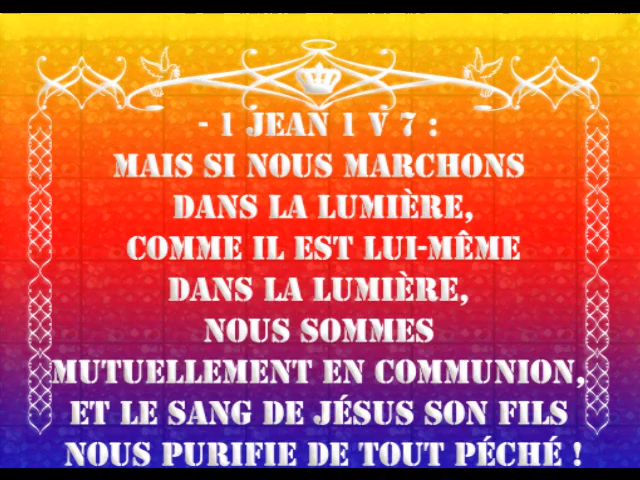 - 1 JEAN 1 V 7 :
MAIS SI NOUS MARCHONS
DANS LA LUMIÈRE,
COMME IL EST LUI-MÊME
DANS LA LUMIÈRE,
NOUS SOMMES
MUTUELLEMENT EN COMMUNION,
ET LE SANG DE JÉSUS SON FILS
NOUS PURIFIE DE TOUT PÉCHÉ !